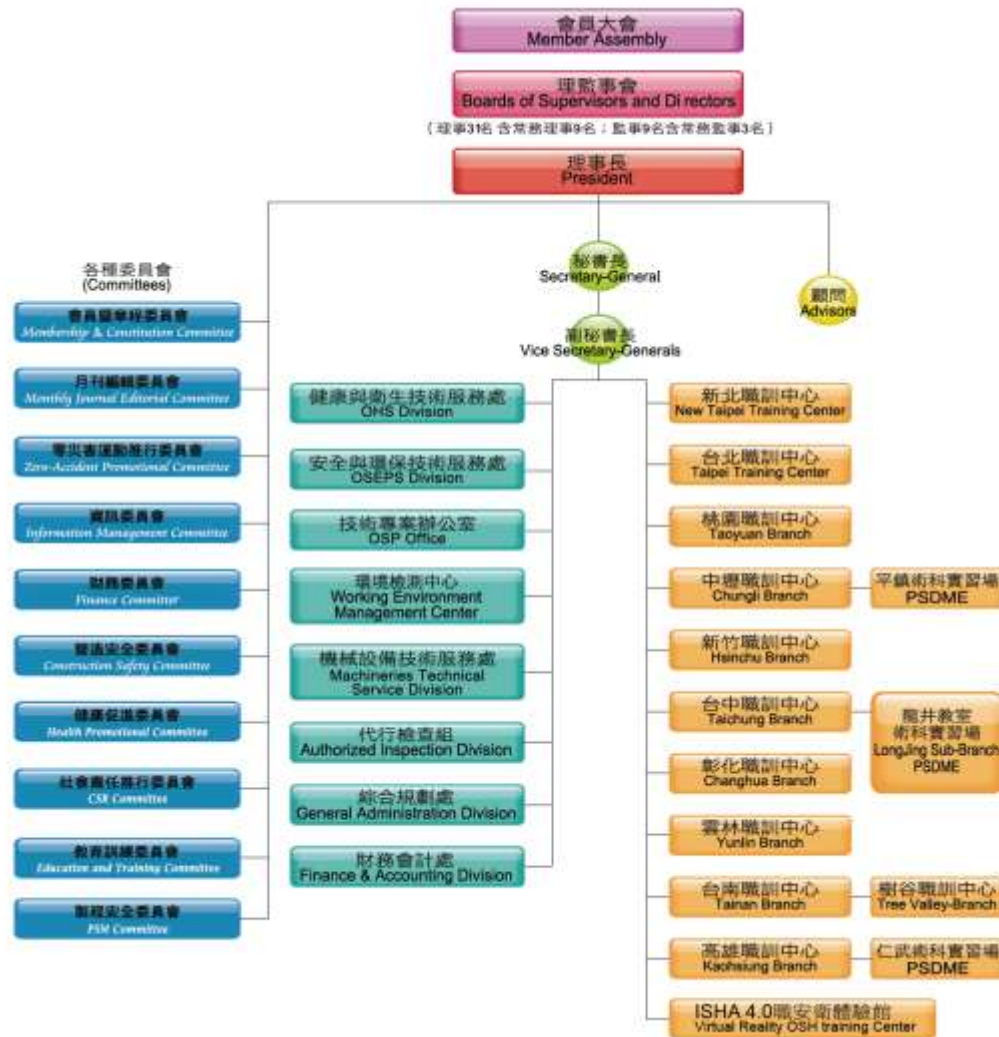 會員大會
Member Assembly
理監事會
Boards of Supervisors and Di rectors
( 理事31名 含常務理事9名 ; 監事9名含常務監事3名 )
理事長
President
秘書長
Secretary-General
副秘書長
Vice Secretary-Generals
顧問
Advisors
各種委員會
(Committees)
會員暨章程委員會
Membership & Constitution Committee
月刊編輯委員會
Monthly Journal Editorial Committee
零災害運動推行委員會
Zero-Accident Promotional Committee
資訊委員會
Information Management Committee
財務委員會
Finance Committee
營造安全委員會
Construction Safety Committee
健康促進委員會
Health Promotional Committee
社會責任推行委員會
CSR Committee
教育訓練委員會
Education and Training Committee
製程安全委員會
PSM Committee
健康與衛生技術服務處
OHS Division
安全與環保技術服務處
OSEPS Division
技術專案辦公室
OSP Office
環境檢測中心
Working Environment
Management Center
機械設備技術服務處
Machineries Technical
Service Division
代行檢查組
Authorized Inspection Division
綜合規劃處
General Administration Division
財務會計處
Finance & Accounting Division
新北職訓中心
New Taipei Training Center
台北職訓中心
Taipei Training Center
桃園職訓中心
Taoyuan Branch
中壢職訓中心
Chungli Branch
平鎮術科實習場
PSDME
新竹職訓中心
Hsinchu Branch
台中職訓中心
Taichung Branch
龍井教室
術科實習場
LongJing Sub-Branch
PSDME
彰化職訓中心
Changhua Branch
雲林職訓中心
Yunlin Branch
台南職訓中心
Tainan Branch
樹谷職訓中心
Tree Valley-Branch
高雄職訓中心
Kaohsiung Branch
仁武術科實習場
PSDME
ISHA 4.0職安衛體驗館
Virtual Reality OSH training Center